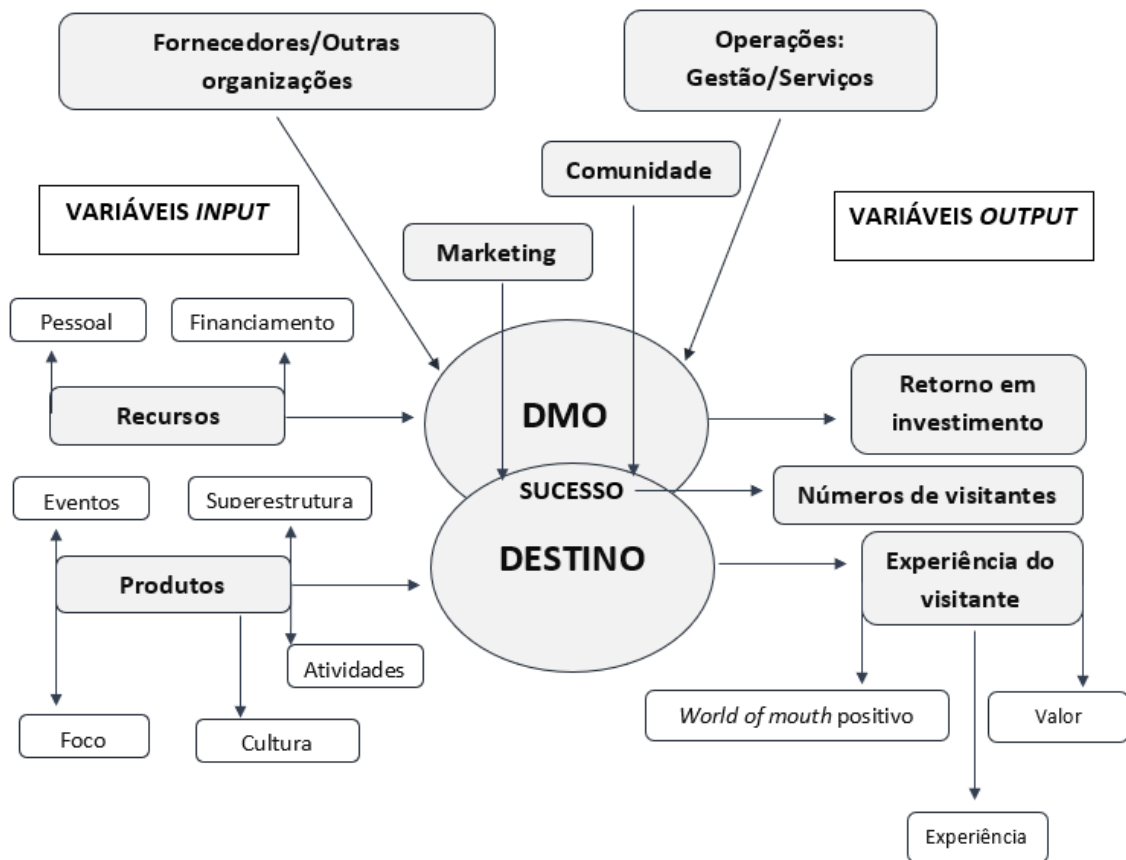 Fornecedores/Outras
organizações
Operações:
Gestão/Serviços
Comunidade
VARIÁVEIS INPUT
VARIÁVEIS OUTPUT
Marketing
Pessoal
Financiamento
Recursos
DMO
Retorno em
investimento
Eventos
Superestrutura
SUCESSO
Números de visitantes
Produtos
DESTINO
Experiência do
visitante
Atividades
Foco
Cultura
World of mouth positivo
Valor
Experiência